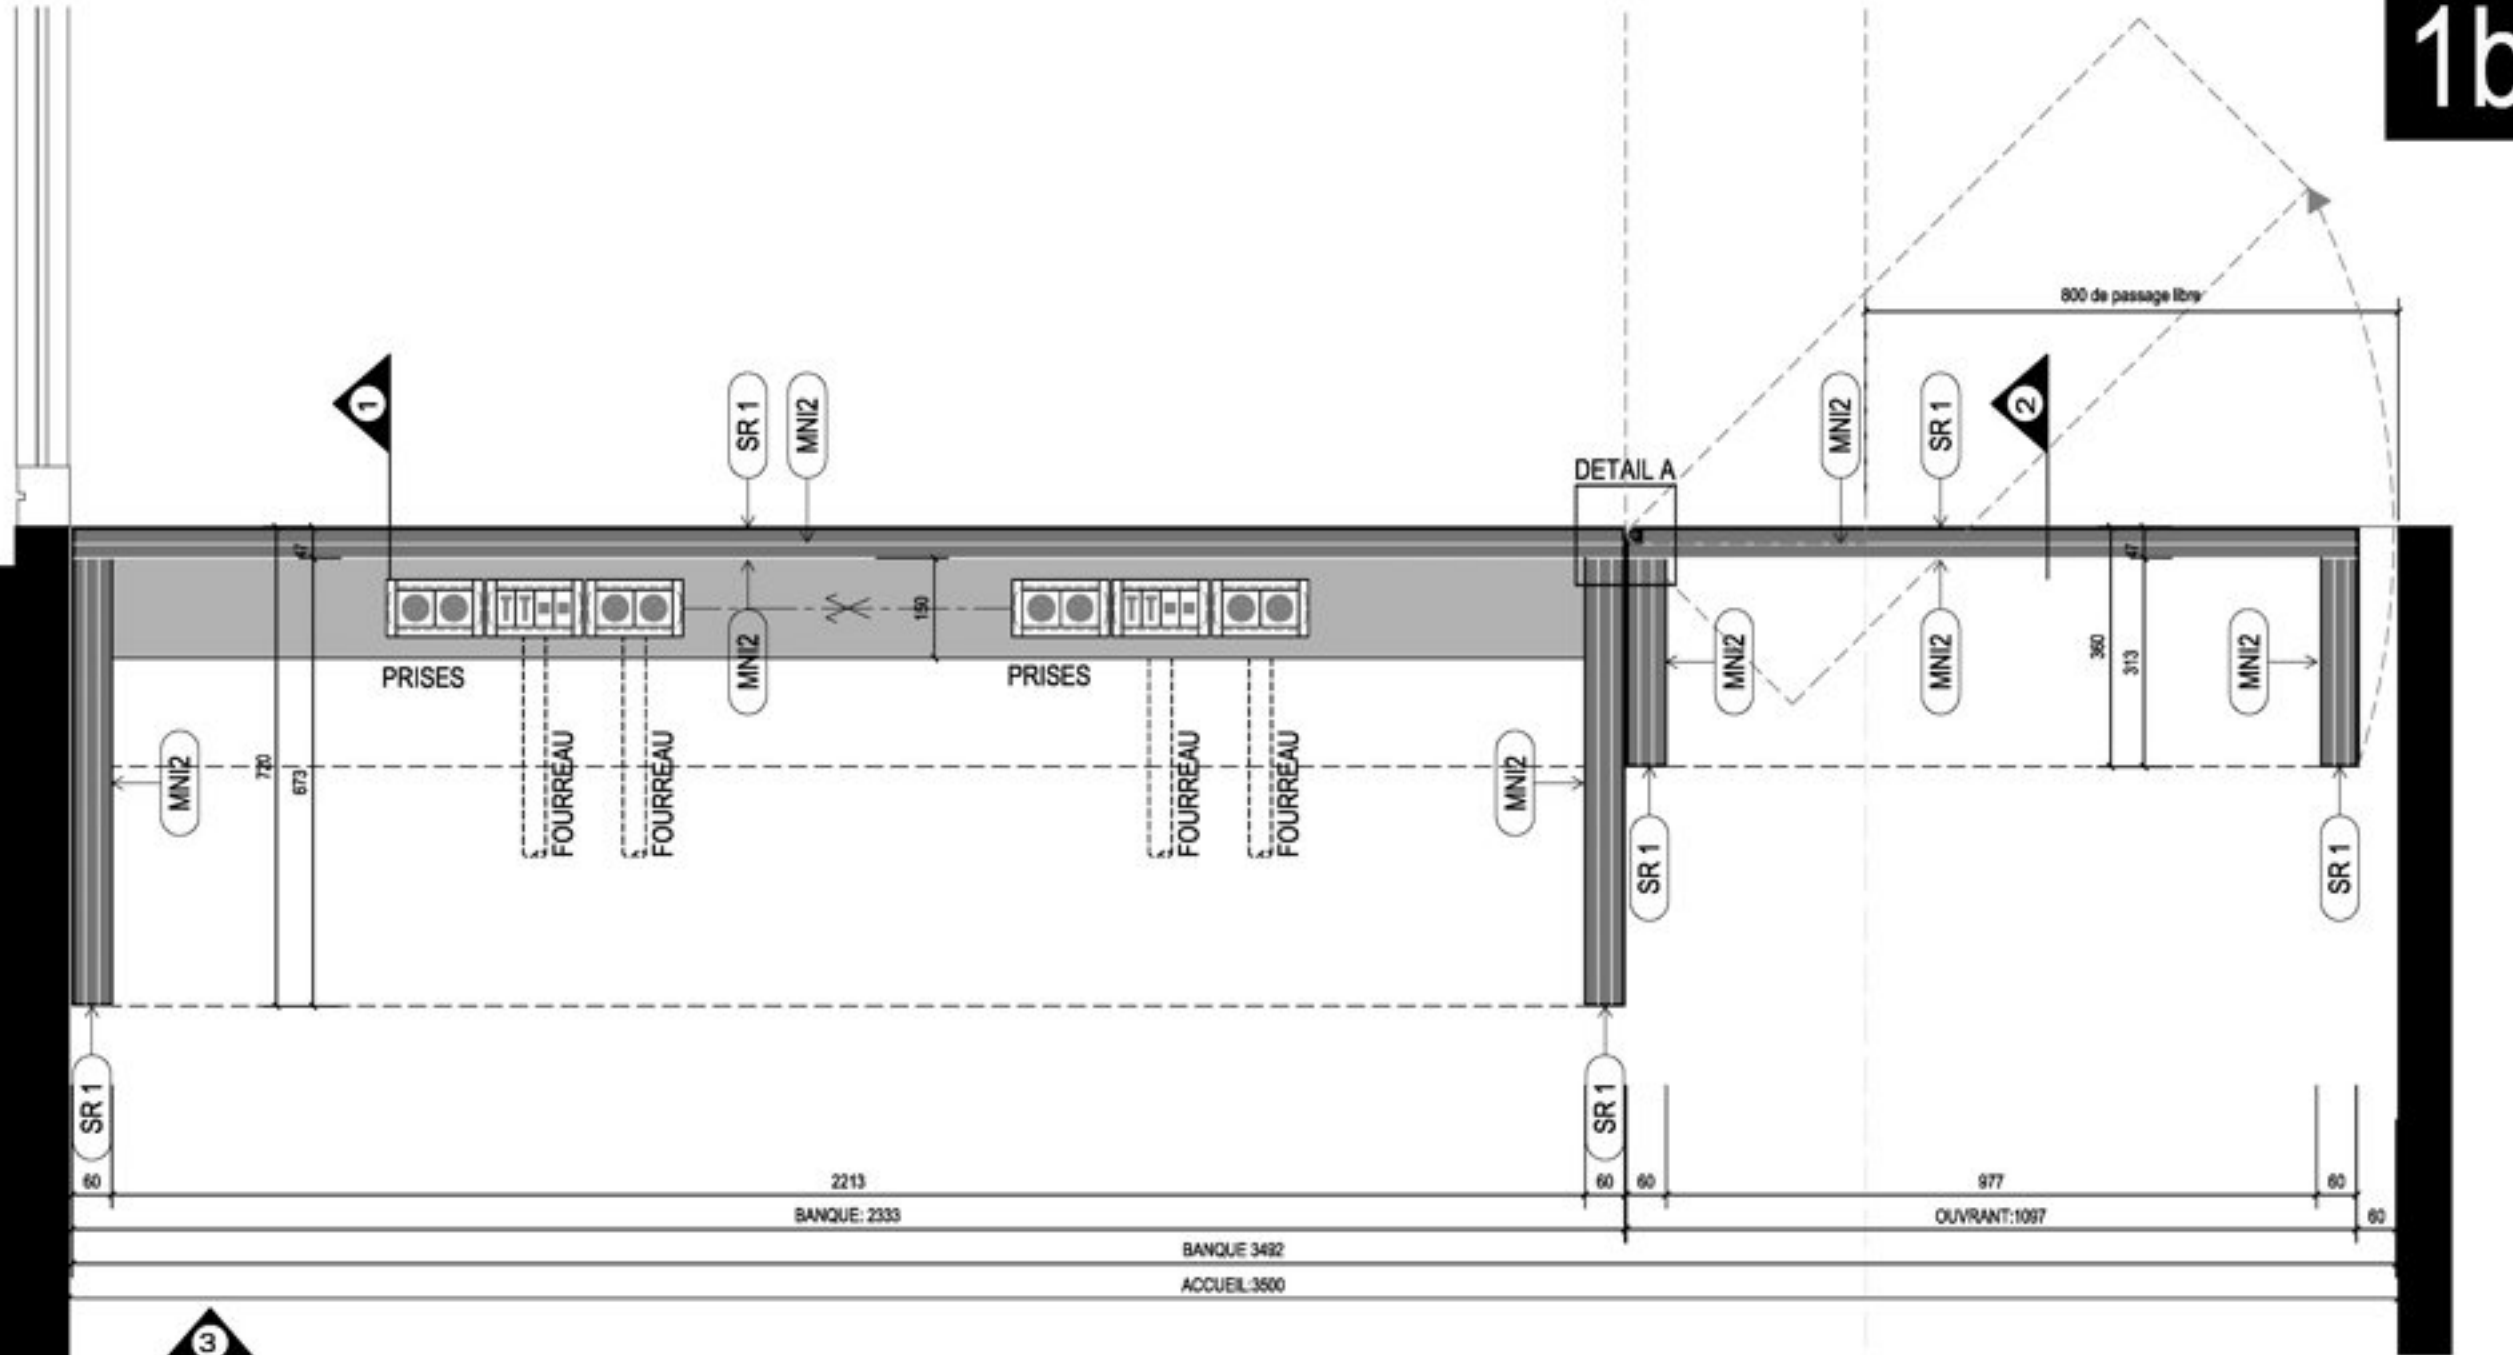 1b
800 de passage libre
1
SR 1
MNI2
MNI2
SR 1
2
DETAIL A
47
47
150
PRISES
MNI2
PRISES
MNI2
MNI2
360
313
MNI2
MNI2
720
673
FOURREAU
FOURREAU
FOURREAU
FOURREAU
MNI2
SR 1
SR 1
SR 1
SR 1
60
2213
60
60
977
60
BANQUE: 2333
OUVRANT:1097
60
BANQUE 3492
ACCUEIL:3500
3